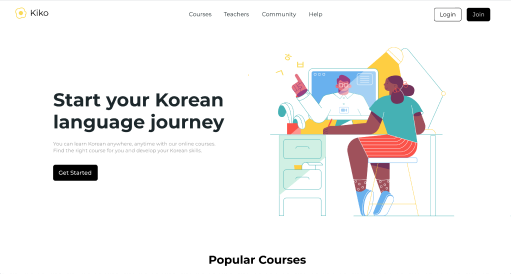 Kiko
Courses Teachers Community Help
Login Join
Start your Korean
language journey
You can learn Korean anywhere, anytime with our online courses.
Find the right course for you and develop your Korean skills
Get Started
Popular Courses